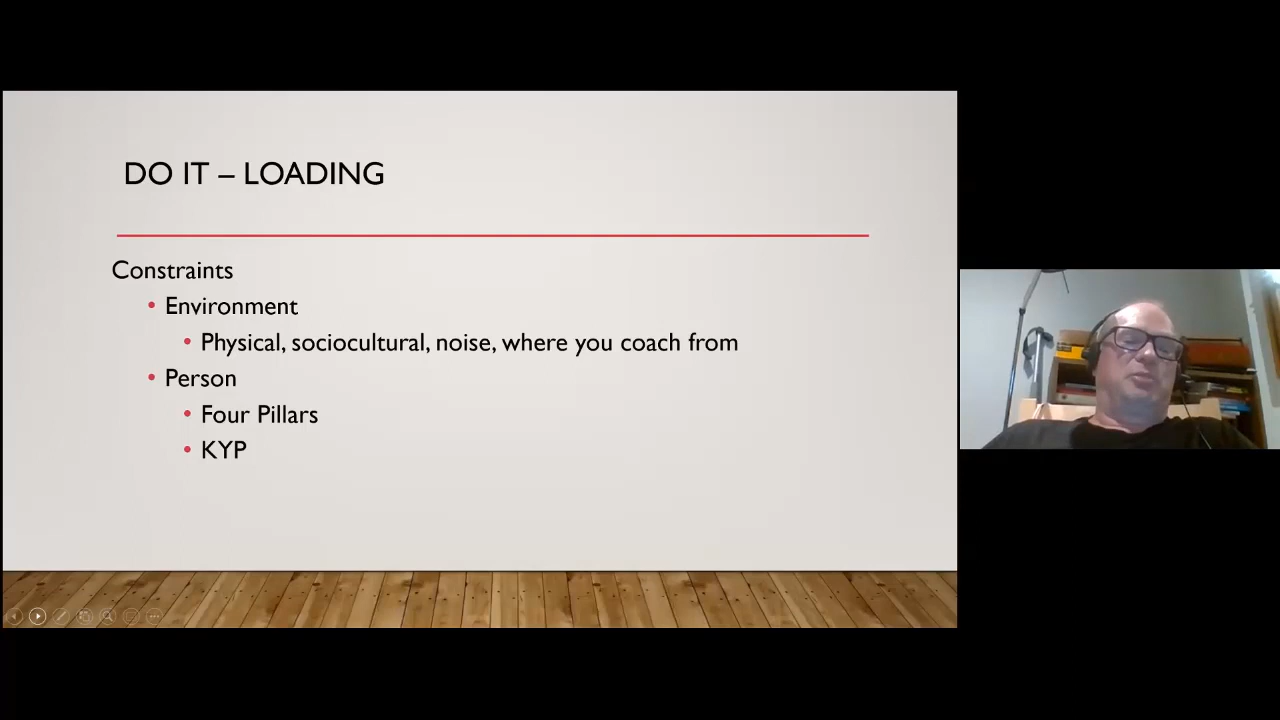 DO IT – LOADING
Constraints
• Environment
• Physical, sociocultural, noise, where you coach from
• Person
• Four Pillars
• KYP